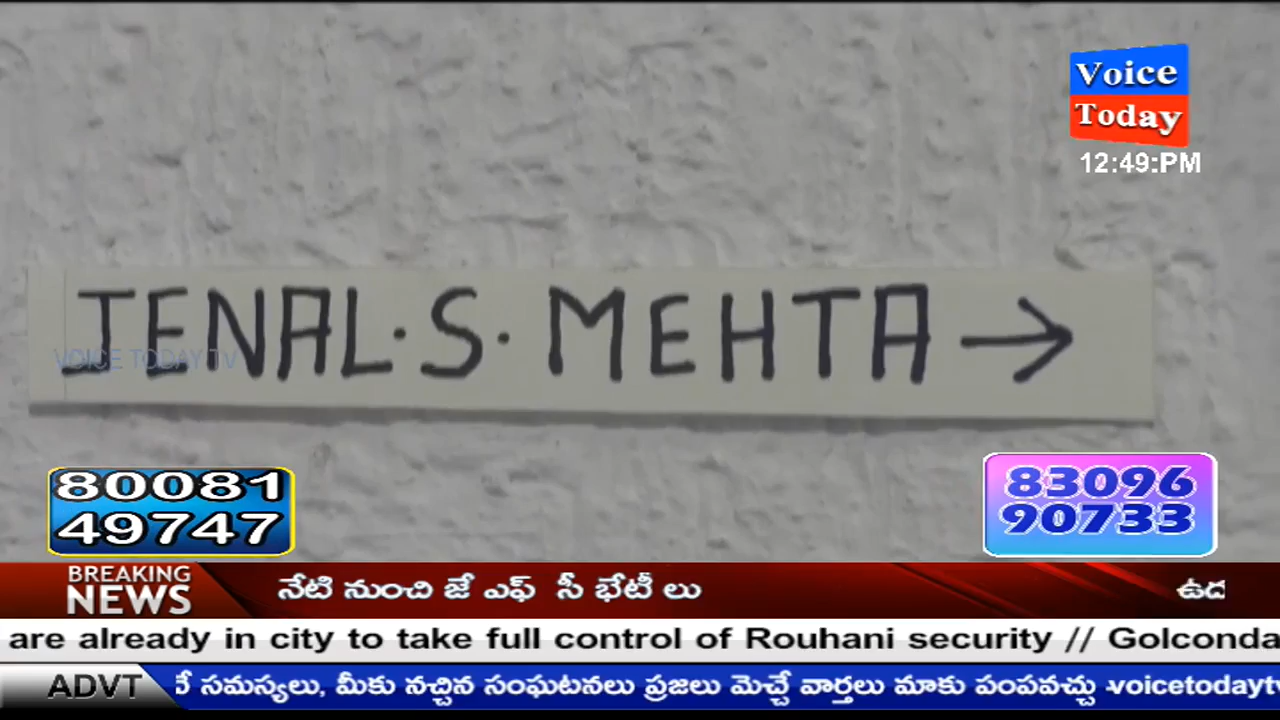 Voice
Today
12:49:PM
JENAL.S.MEHTA →
VOICE TODAY TV
80081
49747
83096
90733
BREAKING
NEWS
నేటి నుంచి జే ఎఫ్ సీ భేటీ లు
ఉద
are already in city to take full control of Rouhani security // Golconda
ADVT
సమస్యలు, మీకు నచ్చిన సంఘటనలు ప్రజలు మెచ్చే వార్తలు మాకు పంపవచ్చు -voicetodaytv